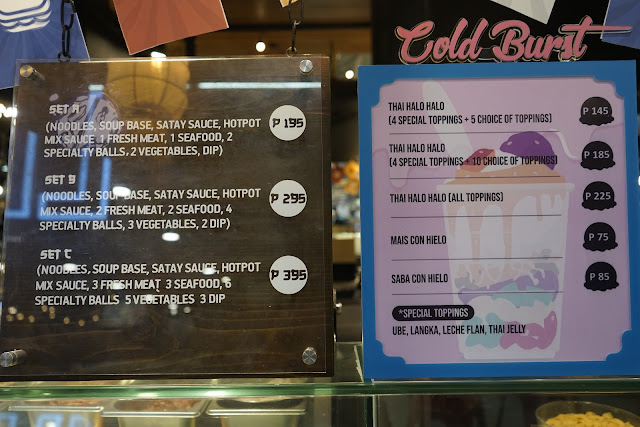 SET A
(NOODLES, SOUP BASE, SATAY SAUCE, HOTPOT
MIX SAUCE 1 FRESH MEAT, 1 SEAFOOD, 2
SPECIALTY BALLS, 2 VEGETABLES, DIP)
P 195
SET B
(NOODLES, SOUP BASE, SATAY SAUCE, HOTPOT
MIX SAUCE, 2 FRESH MEAT, 2 SEAFOOD, 4
SPECIALTY BALLS, 3 VEGETABLES, 2 DIP)
P 295
SET C
(NOODLES, SOUP BASE, SATAY SAUCE, HOTPOT
MIX SAUCE, 3 FRESH MEAT 3 SEAFOOD, 6
SPECIALTY BALLS 5 VEGETABLES 3 DIP
P 395
Cold Burst
THAI HALO HALO
(4 SPECIAL TOPPINGS + 5 CHOICE OF TOPPINGS)
P 145
THAI HALO HALO
(4 SPECIAL TOPPINGS + 10 CHOICE OF TOPPINGS)
P 185
THAI HALO HALO (ALL TOPPINGS)
P 225
MAIS CON HIELO
P 75
SABA CON HIELO
P 85
*SPECIAL TOPPINGS
UBE, LANGKA, LECHE FLAN, THAI JELLY